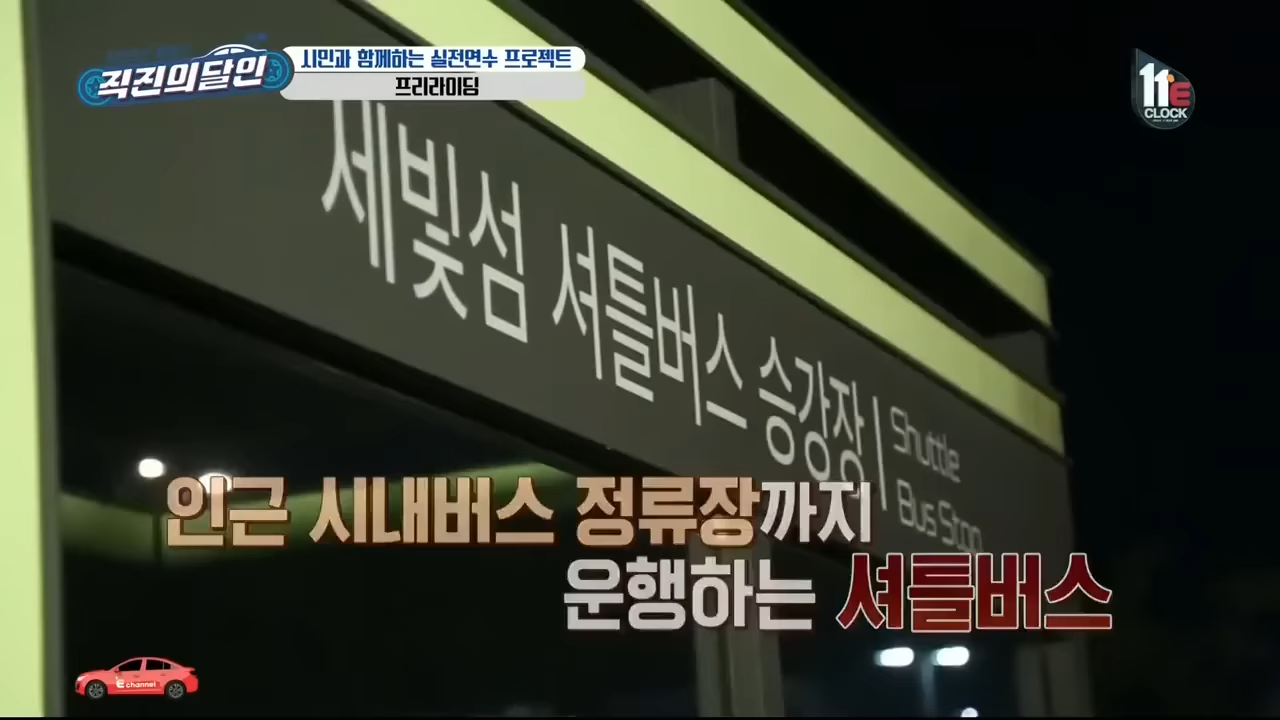 직진의달인
시민과 함께하는 실전연수 프로젝트
프리라이딩
11 E
CLOCK
세빛섬 셔틀버스 승강장 | Shuttle
Bus Stop
인근 시내버스 정류장까지
운행하는 셔틀버스
E channel